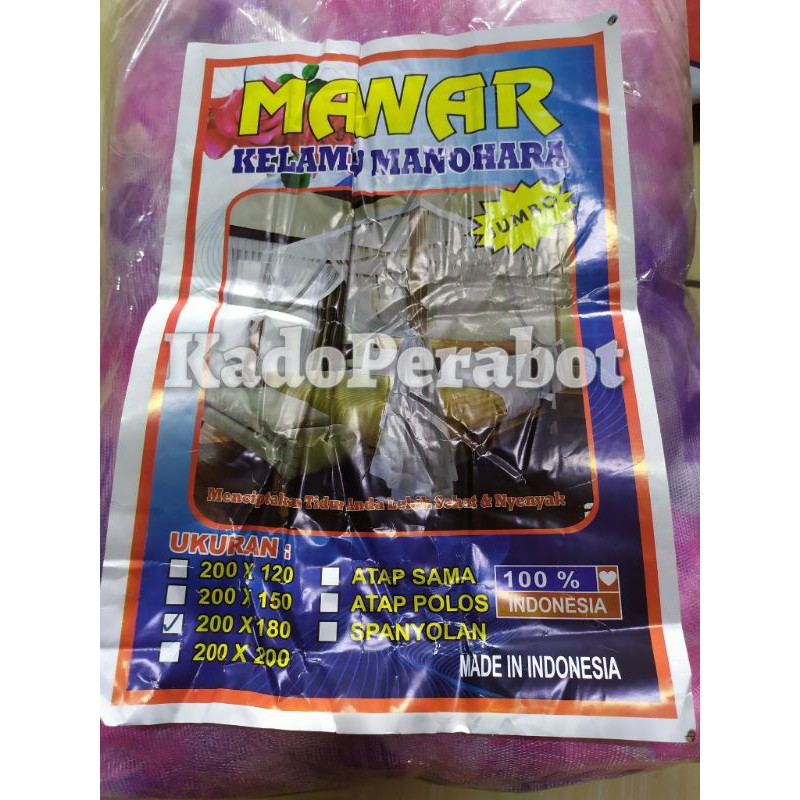 MAWAR
KELAMBU MANOHARA
JUMBO
KadoPerabot
Menciptakan Tidur Anda Lebih Sehat & Nyenyak
UKURAN :
200 X 120
200 X 150
200 X 180
200 X 200
ATAP SAMA
ATAP POLOS
SPANYOLAN
100 %
INDONESIA
MADE IN INDONESIA